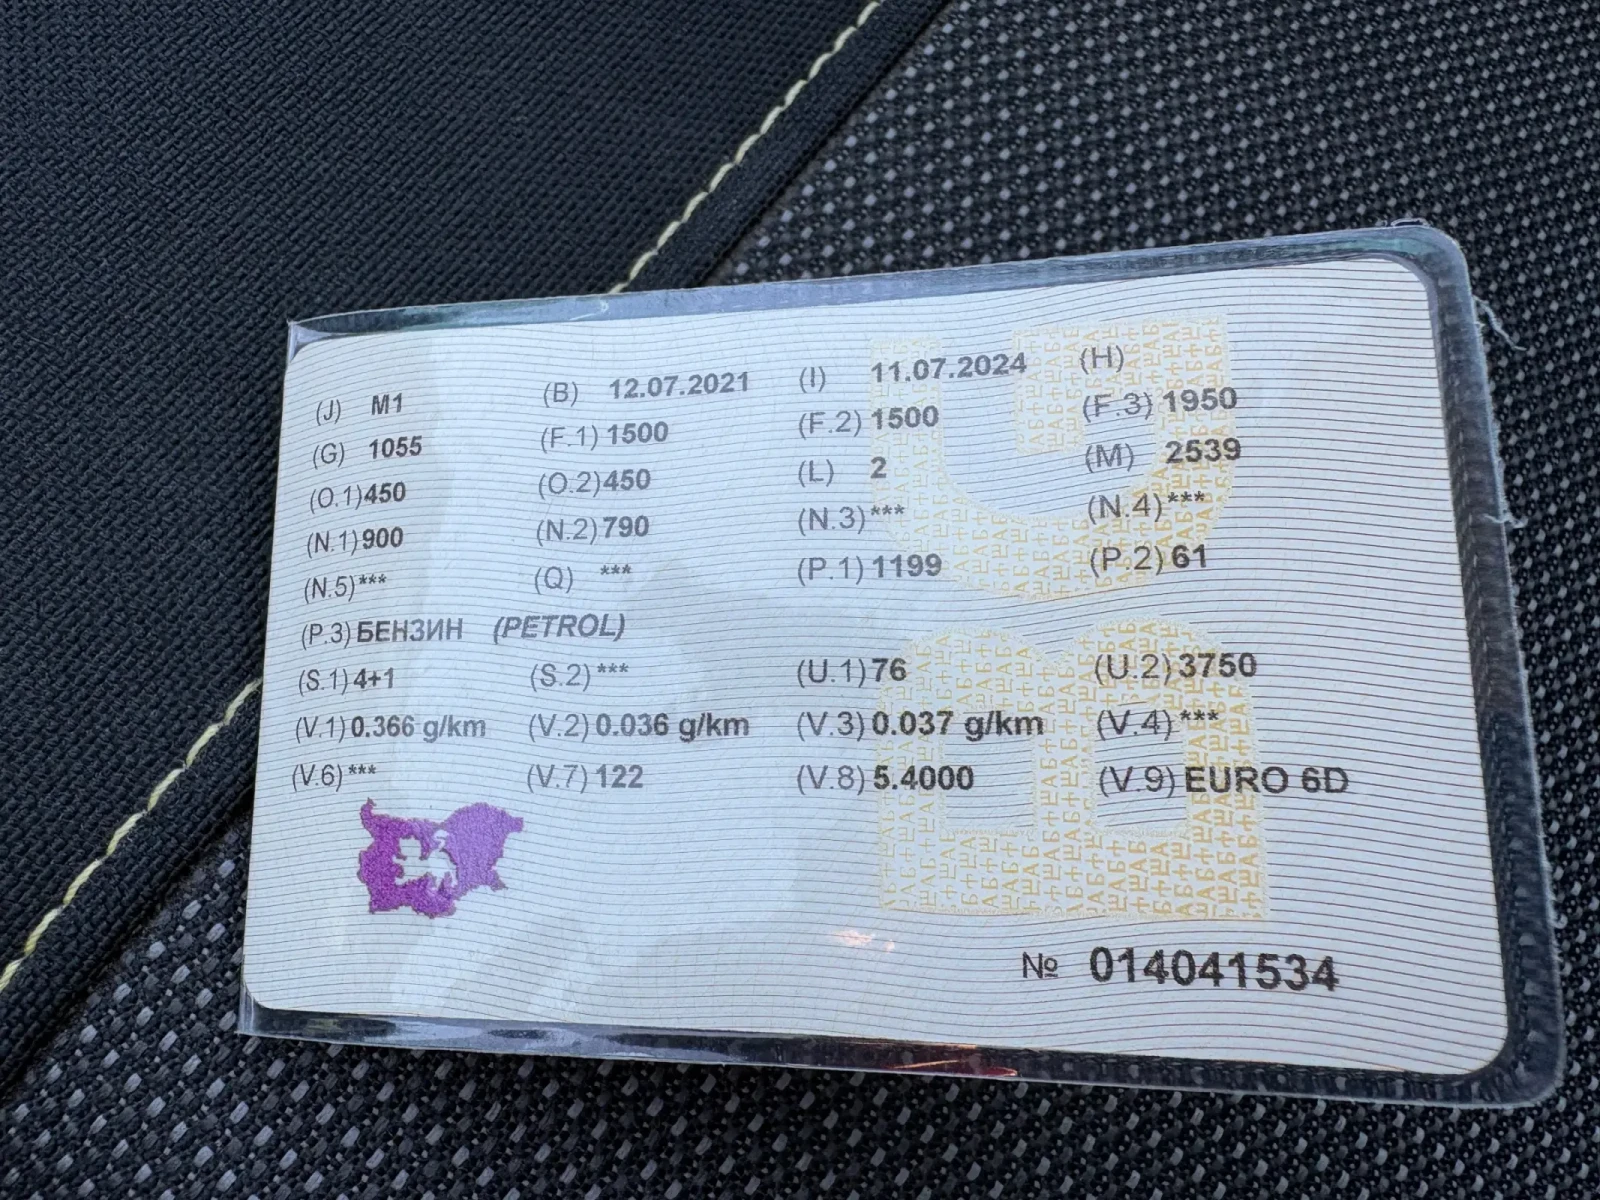 (J) M1 (B) 12.07.2021 (I) 11.07.2024 (H)
(G) 1055 (F.1) 1500 (F.2) 1500 (F.3) 1950
(O.1) 450 (O.2) 450 (L) 2 (M) 2539
(N.1) 900 (N.2) 790 (N.3) *** (N.4) ***
(N.5) *** (Q) *** (P.1) 1199 (P.2) 61
(P.3) БЕНЗИН (PETROL)
(S.1) 4+1 (S.2) *** (U.1) 76 (U.2) 3750
(V.1) 0.366 g/km (V.2) 0.036 g/km (V.3) 0.037 g/km (V.4) ***
(V.6) *** (V.7) 122 (V.8) 5.4000 (V.9) EURO 6D
№ 014041534